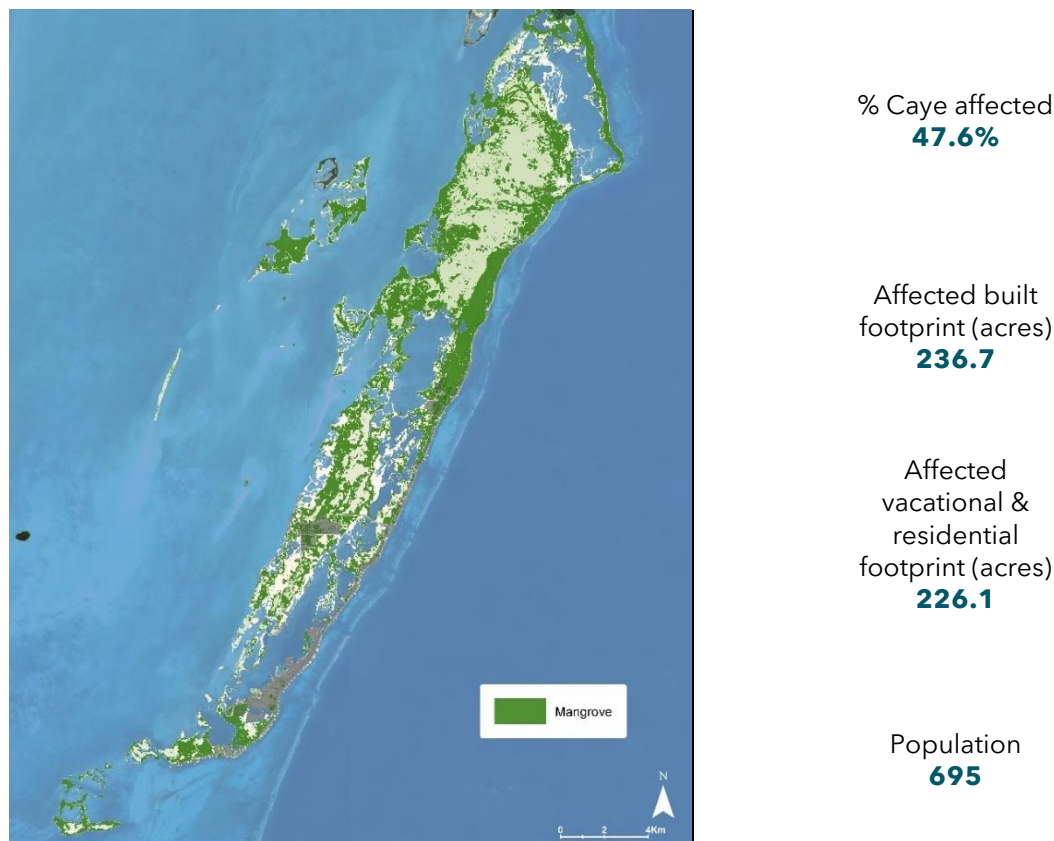 % Caye affected
47.6%
Affected built
footprint (acres)
236.7
Affected
vacational &
residential
footprint (acres)
226.1
Mangrove
Population
695
N
0 2 4Km